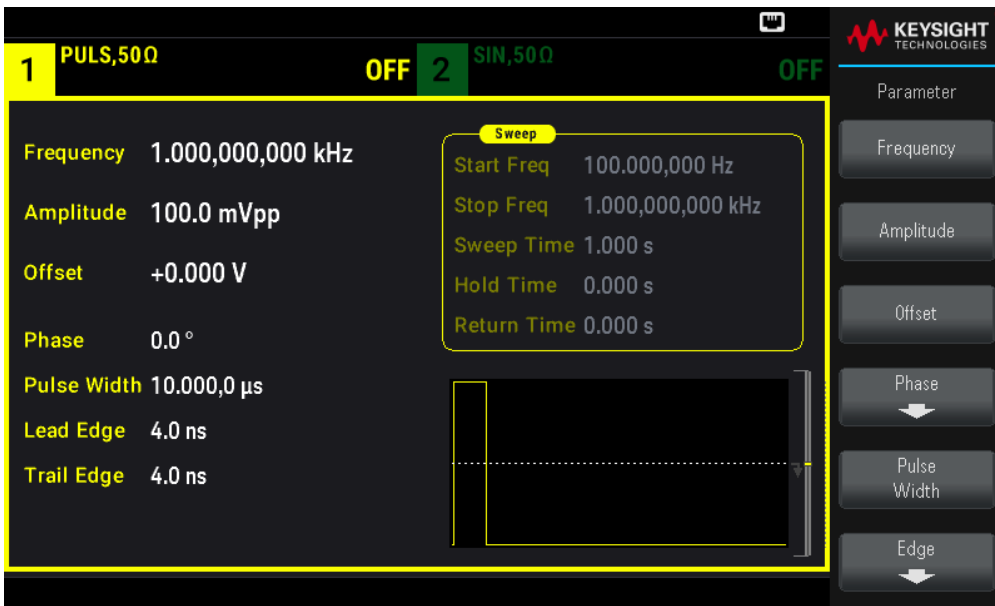 KEYSIGHT
TECHNOLOGIES
1 PULS,50Ω OFF 2 SIN,50Ω OFF
Parameter
Frequency 1.000,000,000 kHz
Amplitude 100.0 mVpp
Offset +0.000 V
Phase 0.0 °
Pulse Width 10.000,0 µs
Lead Edge 4.0 ns
Trail Edge 4.0 ns
Sweep
Start Freq 100.000,000 Hz
Stop Freq 1.000,000,000 kHz
Sweep Time 1.000 s
Hold Time 0.000 s
Return Time 0.000 s
Frequency
Amplitude
Offset
Phase
Pulse
Width
Edge